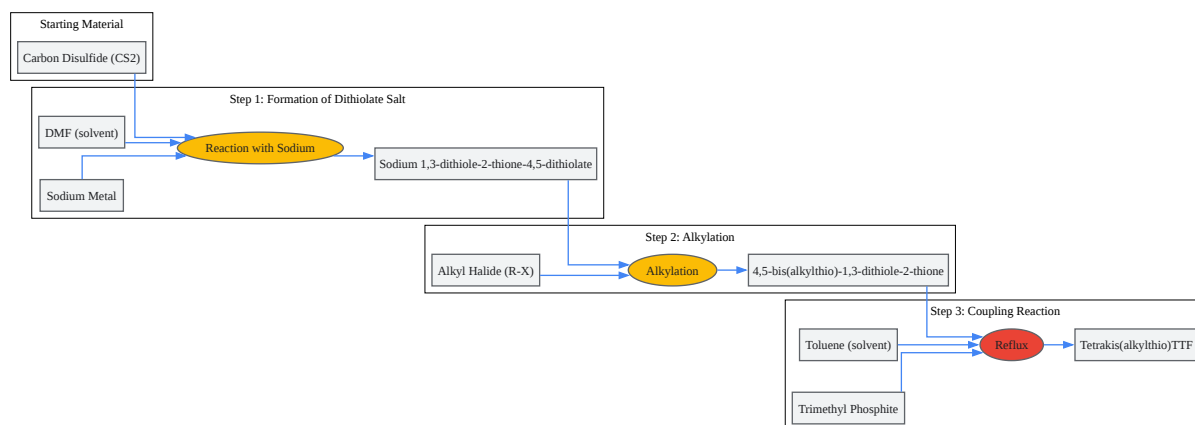 Starting Material
Carbon Disulfide (CS2)
Step 1: Formation of Dithiolate Salt
DMF (solvent)
Reaction with Sodium
Sodium 1,3-dithiole-2-thione-4,5-dithiolate
Sodium Metal
Step 2: Alkylation
Alkyl Halide (R-X)
Alkylation
4,5-bis(alkylthio)-1,3-dithiole-2-thione
Step 3: Coupling Reaction
Toluene (solvent)
Reflux
Tetrakis(alkylthio)TTF
Trimethyl Phosphite